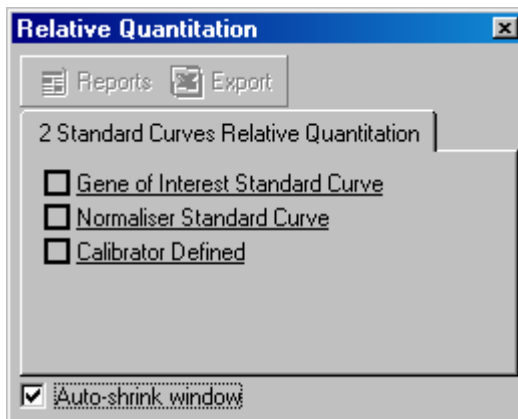 Relative Quantitation
Reports Export
2 Standard Curves Relative Quantitation
Gene of Interest Standard Curve
Normaliser Standard Curve
Calibrator Defined
Auto-shrink window